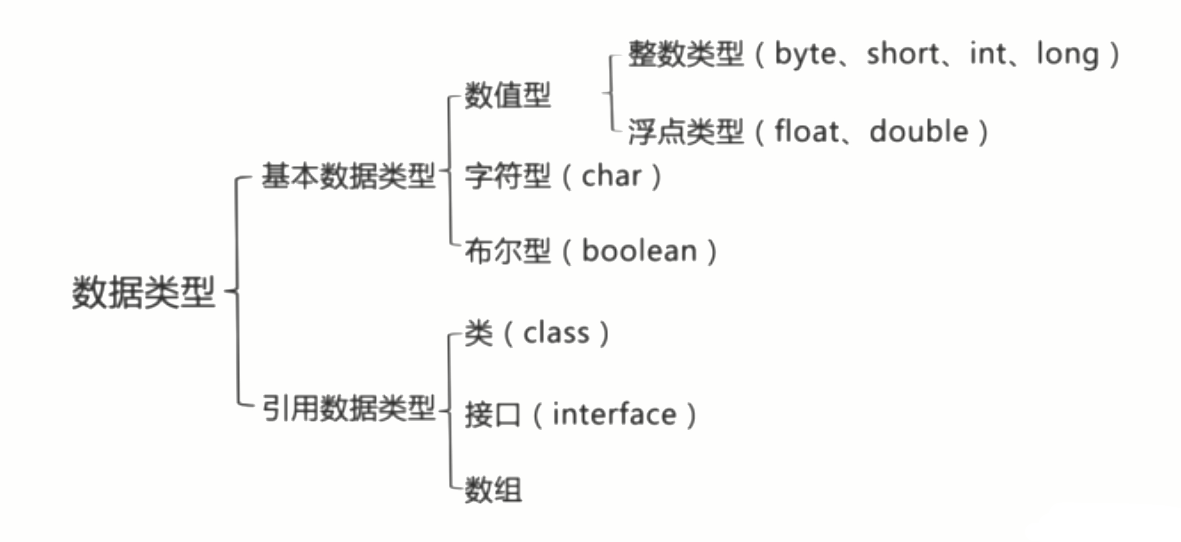 数据类型
基本数据类型
数值型
整数类型（byte、short、int、long）
浮点类型（float、double）
字符型（char）
布尔型（boolean）
引用数据类型
类（class）
接口（interface）
数组